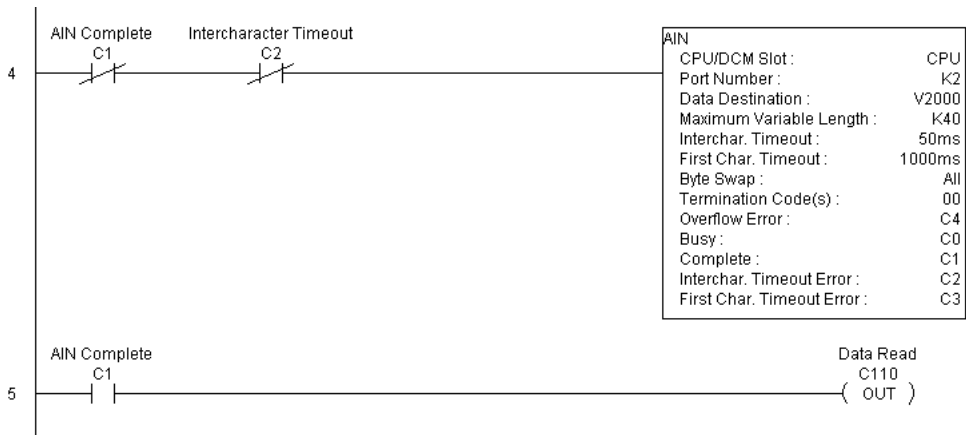 AIN Complete
C1
Intercharacter Timeout
C2
4
AIN
CPU/DCM Slot : CPU
Port Number : K2
Data Destination : V2000
Maximum Variable Length : K40
Interchar. Timeout : 50ms
First Char. Timeout : 1000ms
Byte Swap : All
Termination Code(s) : 00
Overflow Error : C4
Busy : C0
Complete : C1
Interchar. Timeout Error : C2
First Char. Timeout Error : C3
AIN Complete
C1
5
Data Read
C110
( OUT )